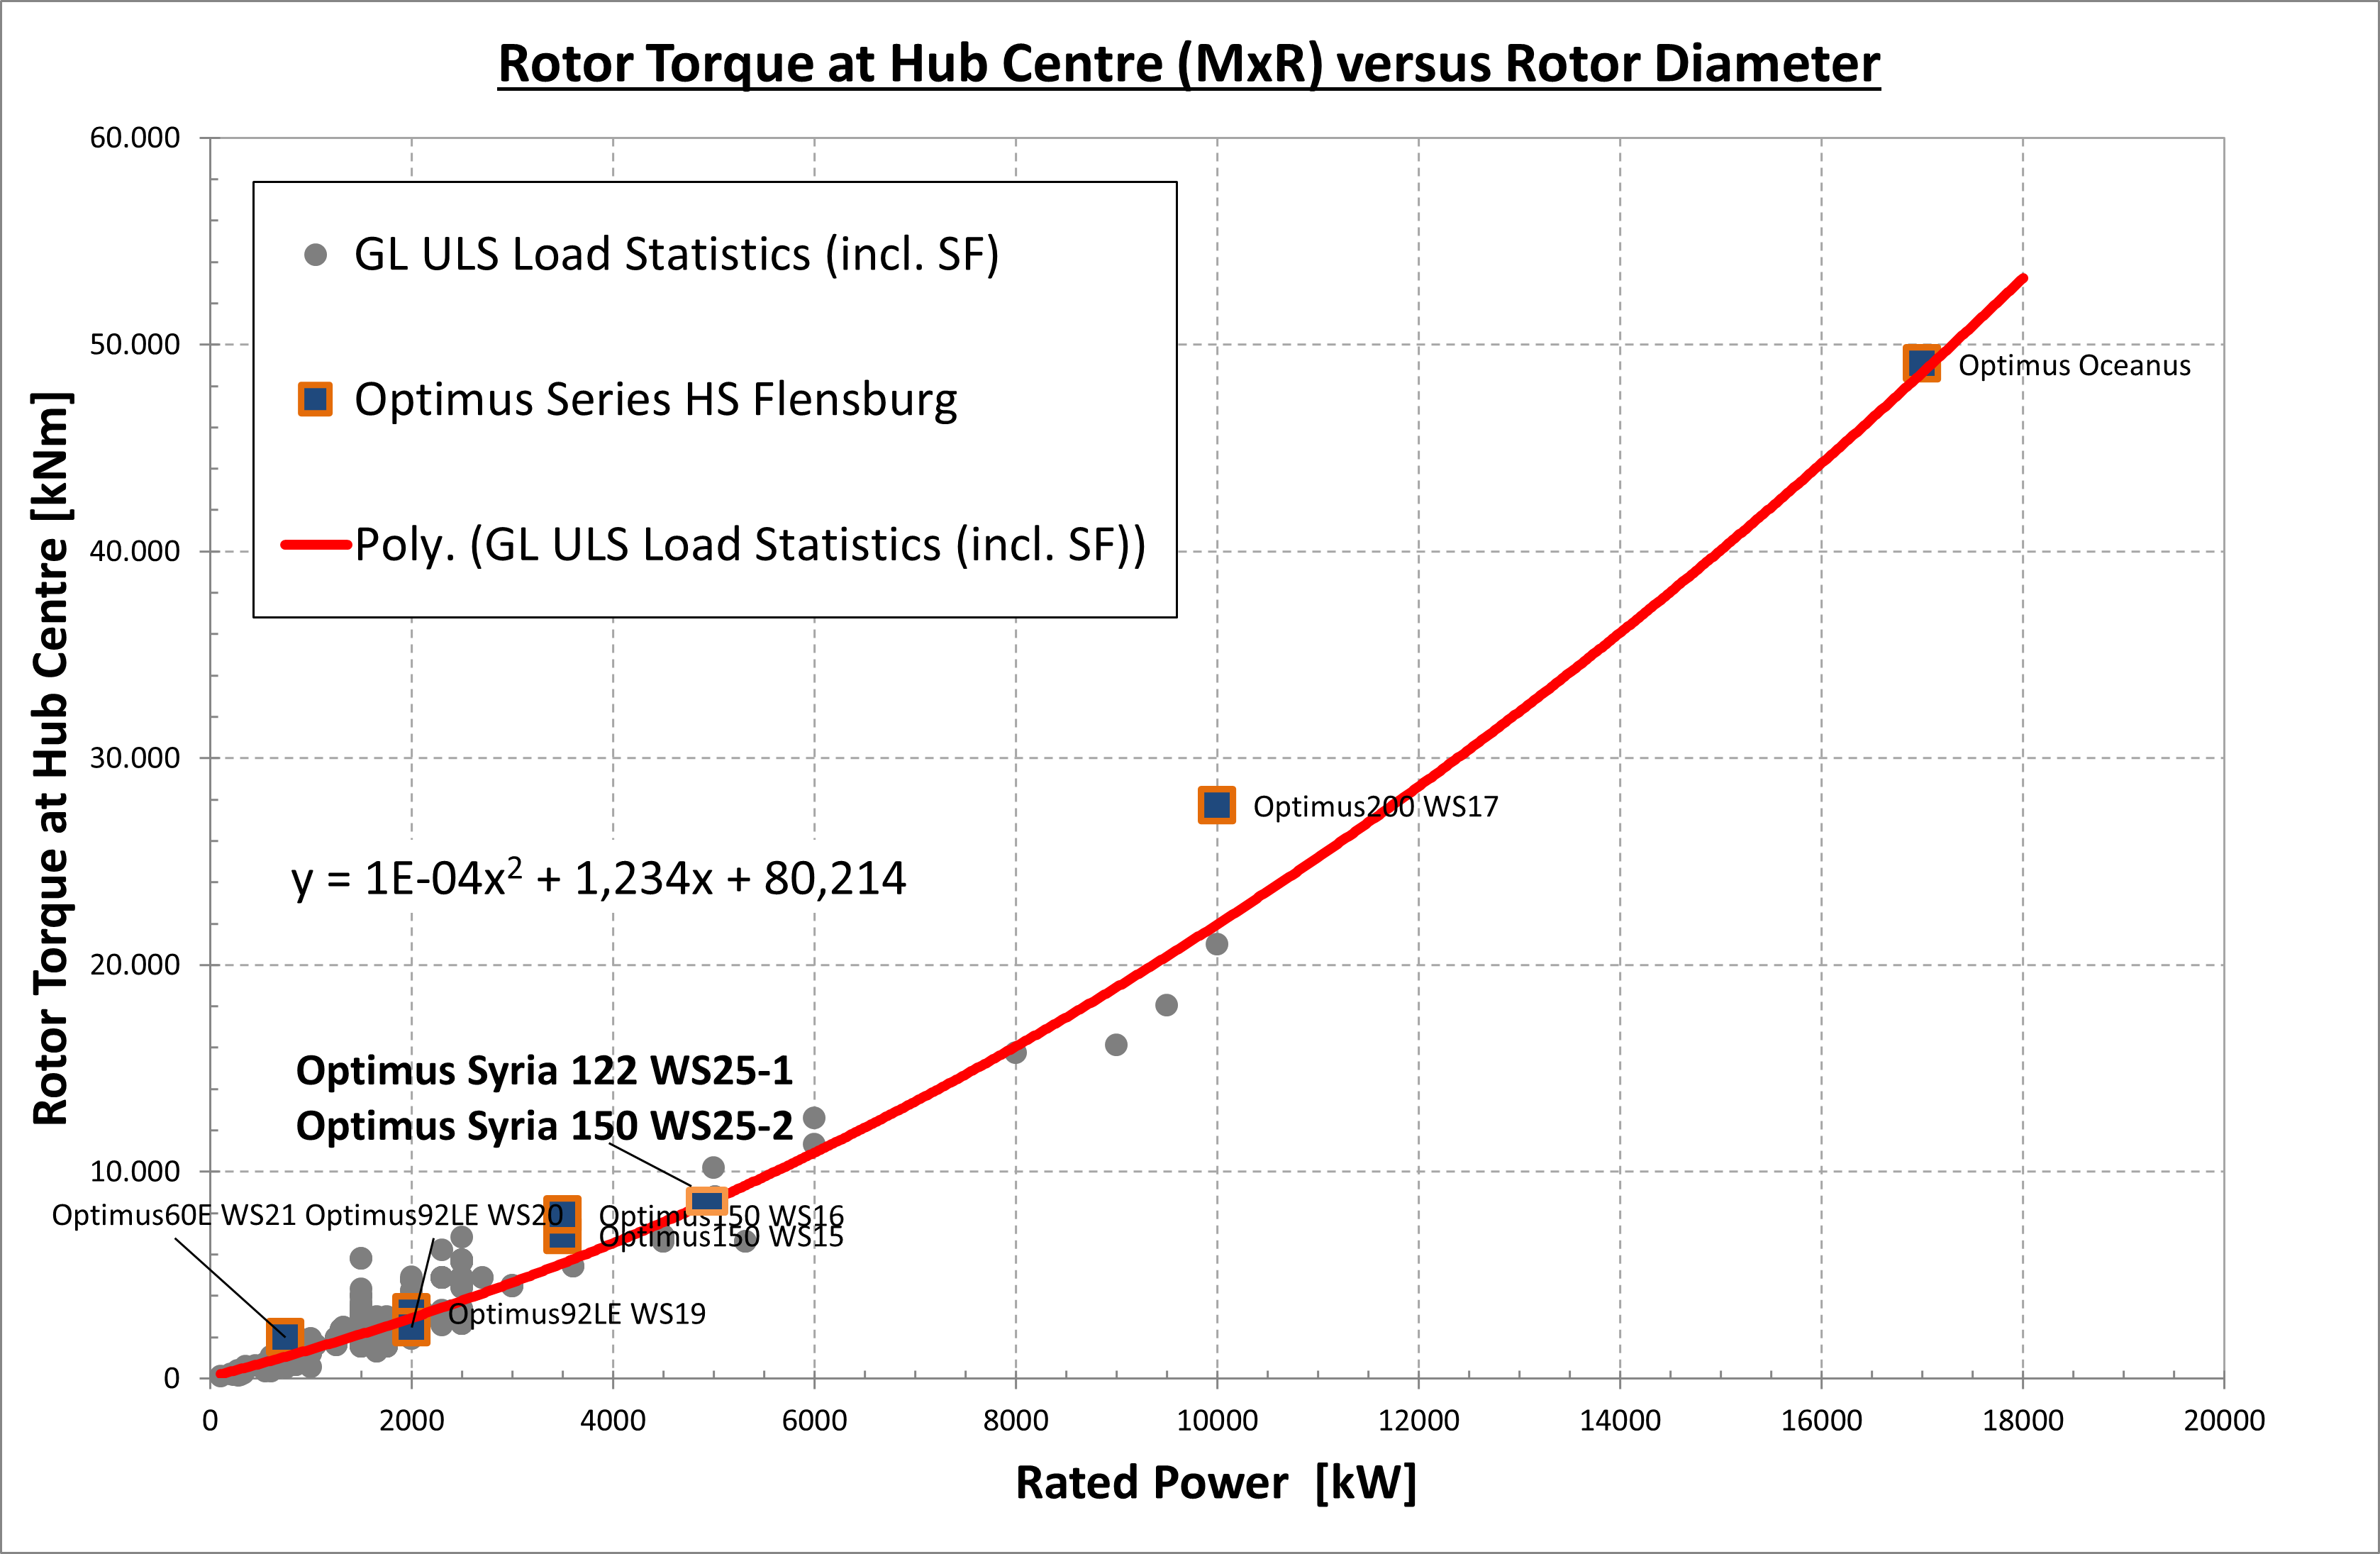 Rotor Torque at Hub Centre (MxR) versus Rotor Diameter
Rotor Torque at Hub Centre [kNm]
60.000
50.000
40.000
30.000
20.000
10.000
0
GL ULS Load Statistics (incl. SF)
Optimus Series HS Flensburg
Poly. (GL ULS Load Statistics (incl. SF))
Optimus Oceanus
Optimus200 WS17
y = 1E-04x² + 1,234x + 80,214
Optimus Syria 122 WS25-1
Optimus Syria 150 WS25-2
Optimus60E WS21
Optimus92LE WS20
Optimus150 WS16
Optimus150 WS15
Optimus92LE WS19
0
2000
4000
6000
8000
10000
12000
14000
16000
18000
20000
Rated Power [kW]